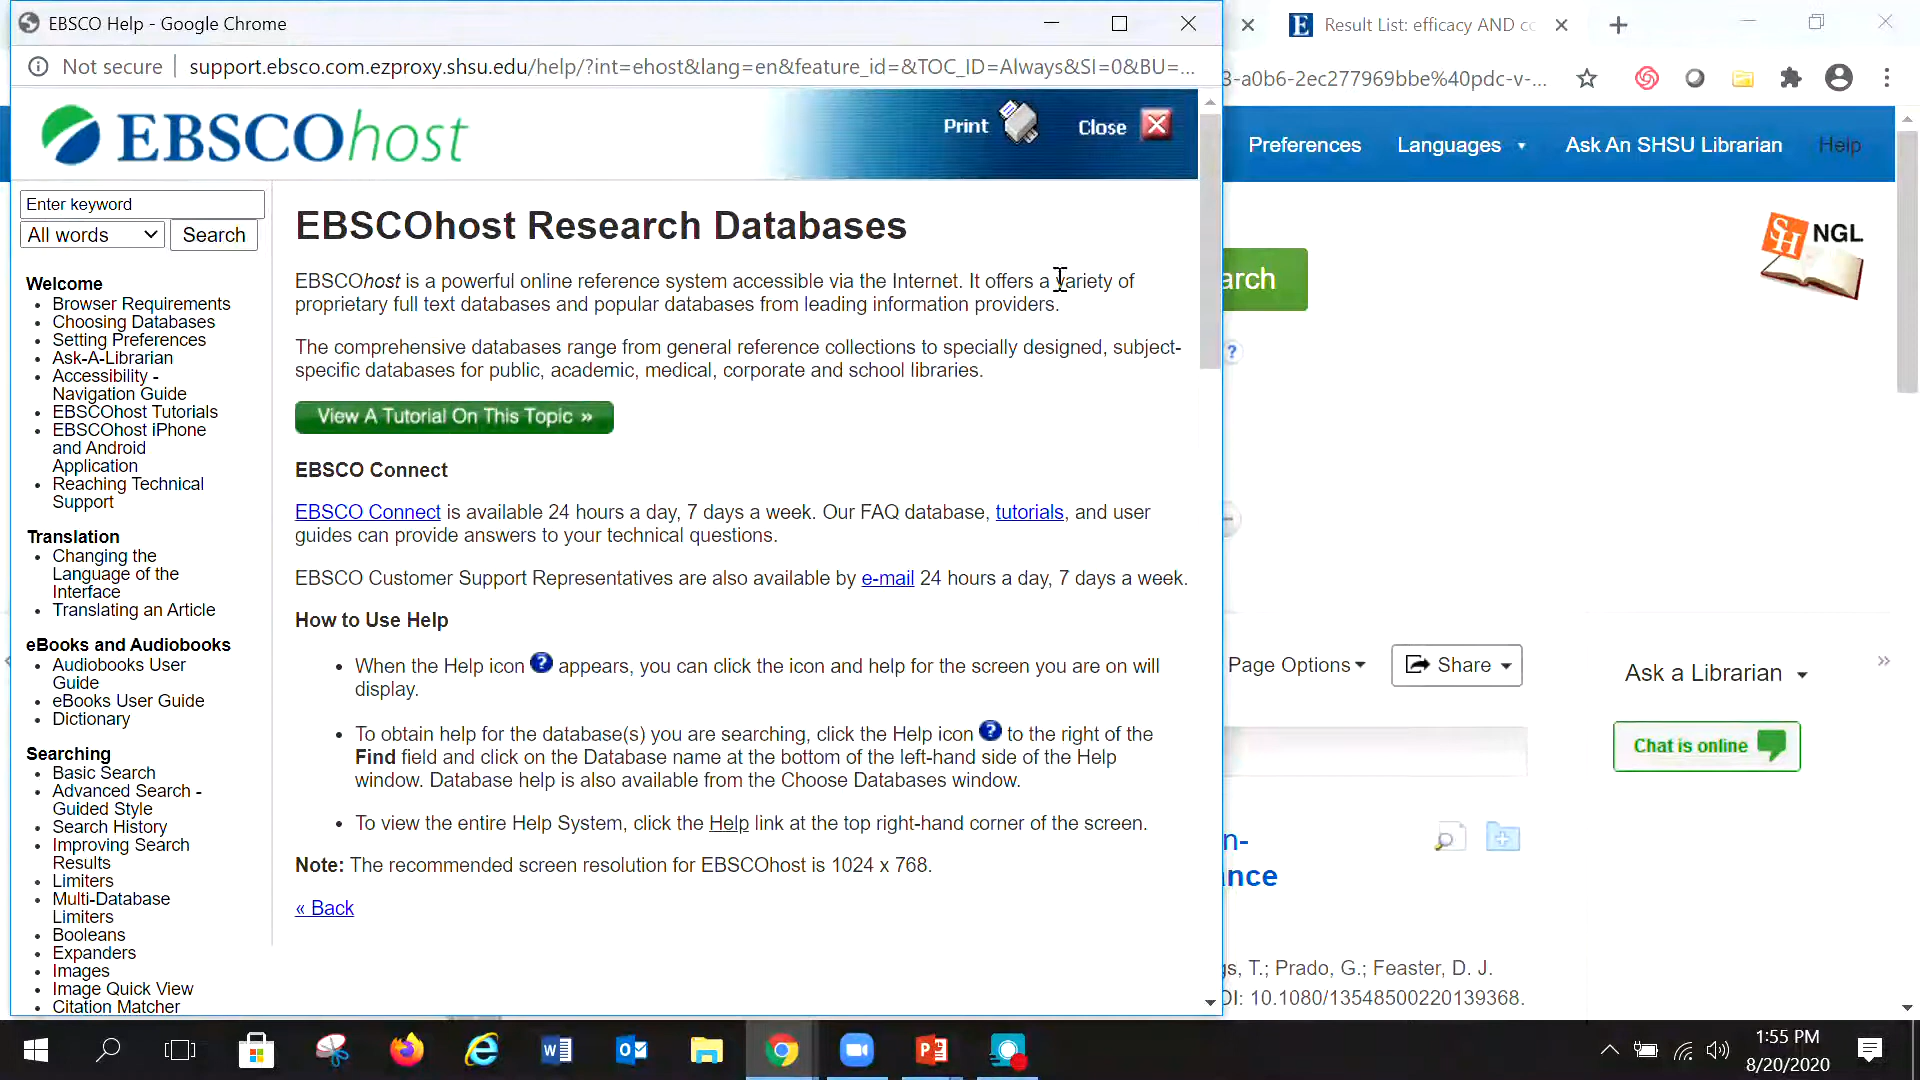 EBSCO Help - Google Chrome
Result List: efficacy AND cc
Not secure
support.ebsco.com.ezproxy.shsu.edu/help/?int=ehost&lang=en&feature_id=&TOC_ID=Always&SI=0&BU=...
3-a0b6-2ec277969bbe%40pdc-v-...
EBSCOhost
Print
Close
Preferences
Languages
Ask An SHSU Librarian
Help
Enter keyword
All words
Search
SH NGL
arch
EBSCOhost Research Databases
EBSCOhost is a powerful online reference system accessible via the Internet. It offers a variety of
proprietary full text databases and popular databases from leading information providers.
The comprehensive databases range from general reference collections to specially designed, subject-
specific databases for public, academic, medical, corporate and school libraries.
View A Tutorial On This Topic »
EBSCO Connect
EBSCO Connect is available 24 hours a day, 7 days a week. Our FAQ database, tutorials, and user
guides can provide answers to your technical questions.
EBSCO Customer Support Representatives are also available by e-mail 24 hours a day, 7 days a week.
How to Use Help
• When the Help icon ? appears, you can click the icon and help for the screen you are on will
display.
• To obtain help for the database(s) you are searching, click the Help icon ? to the right of the
Find field and click on the Database name at the bottom of the left-hand side of the Help
window. Database help is also available from the Choose Databases window.
• To view the entire Help System, click the Help link at the top right-hand corner of the screen.
Note: The recommended screen resolution for EBSCOhost is 1024 x 768.
« Back
Welcome
• Browser Requirements
• Choosing Databases
• Setting Preferences
• Ask-A-Librarian
• Accessibility -
Navigation Guide
• EBSCOhost Tutorials
• EBSCOhost iPhone
and Android
Application
• Reaching Technical
Support
Translation
• Changing the
Language of the
Interface
• Translating an Article
eBooks and Audiobooks
• Audiobooks User
Guide
• eBooks User Guide
• Dictionary
Searching
• Basic Search
• Advanced Search -
Guided Style
• Search History
• Improving Search
Results
• Limiters
• Multi-Database
Limiters
• Booleans
• Expanders
• Images
• Image Quick View
• Citation Matcher
?
Page Options
Share
Ask a Librarian
»
Chat is online
n-
nce
gs, T.; Prado, G.; Feaster, D. J.
OI: 10.1080/13548500220139368.
1:55 PM
8/20/2020